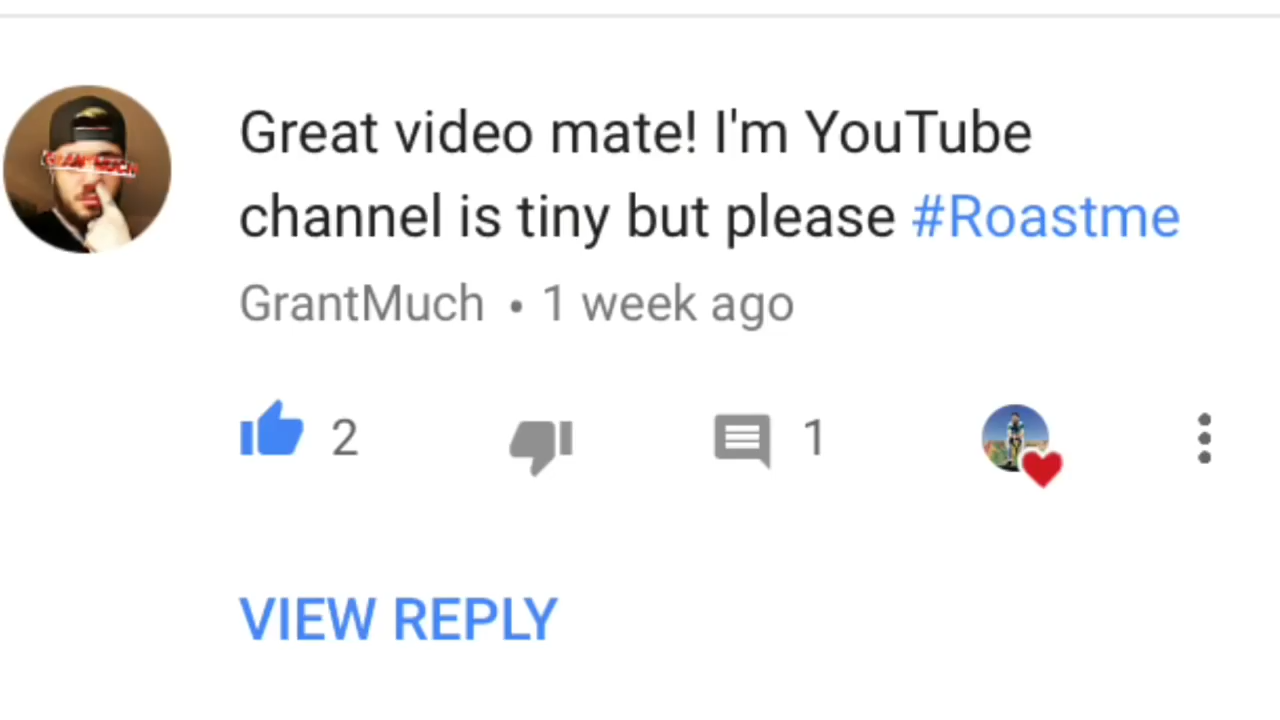 Great video mate! I'm YouTube
channel is tiny but please #Roastme
GrantMuch • 1 week ago
2 1
VIEW REPLY